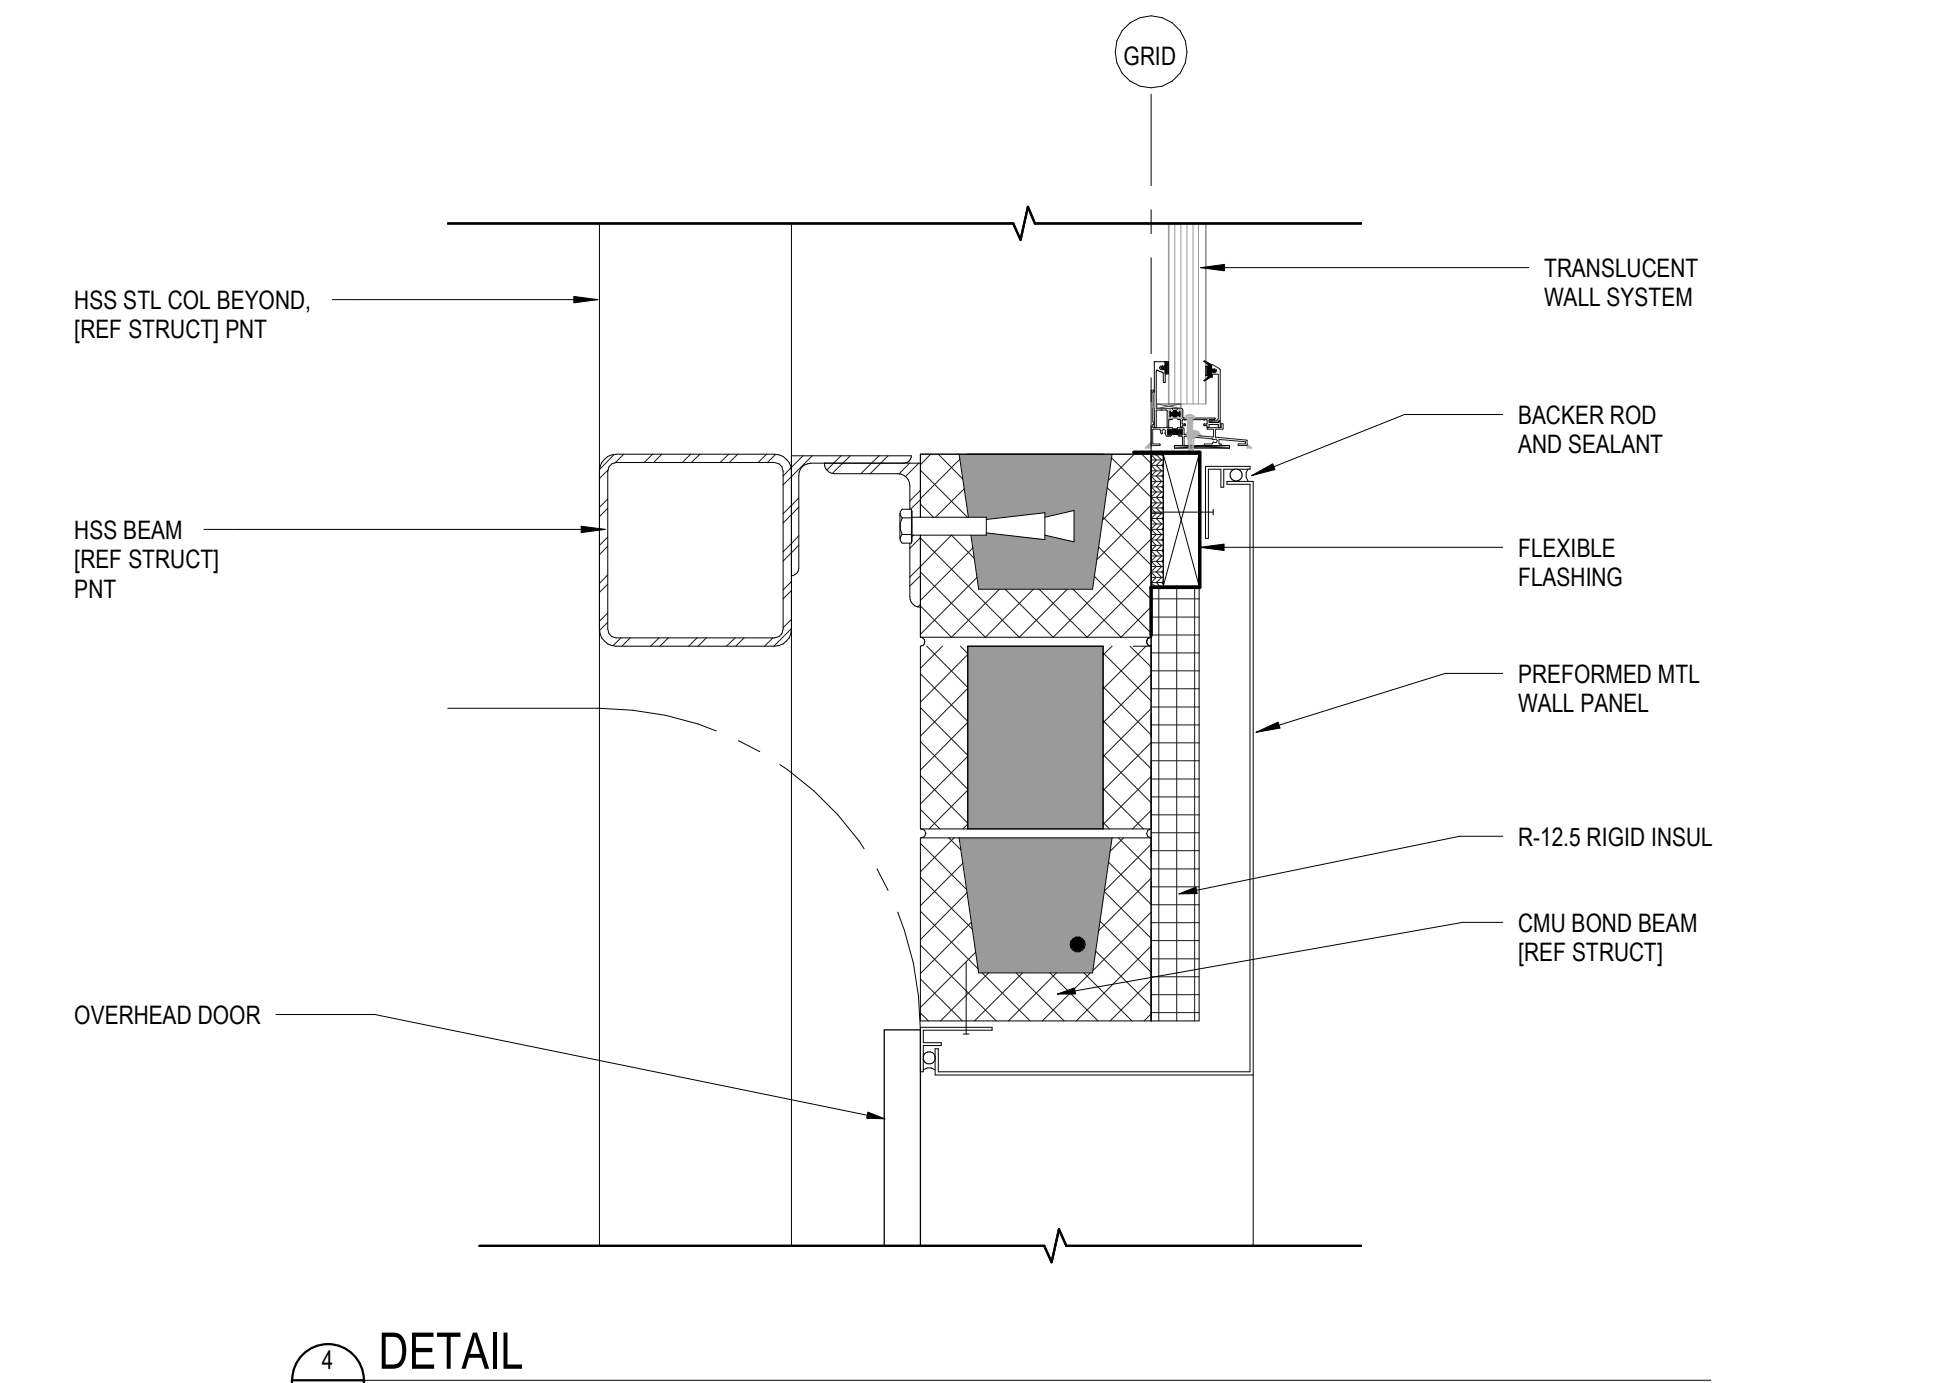 GRID
HSS STL COL BEYOND,
[REF STRUCT] PNT
HSS BEAM
[REF STRUCT]
PNT
OVERHEAD DOOR
TRANSLUCENT
WALL SYSTEM
BACKER ROD
AND SEALANT
FLEXIBLE
FLASHING
PREFORMED MTL
WALL PANEL
R-12.5 RIGID INSUL
CMU BOND BEAM
[REF STRUCT]
4
DETAIL